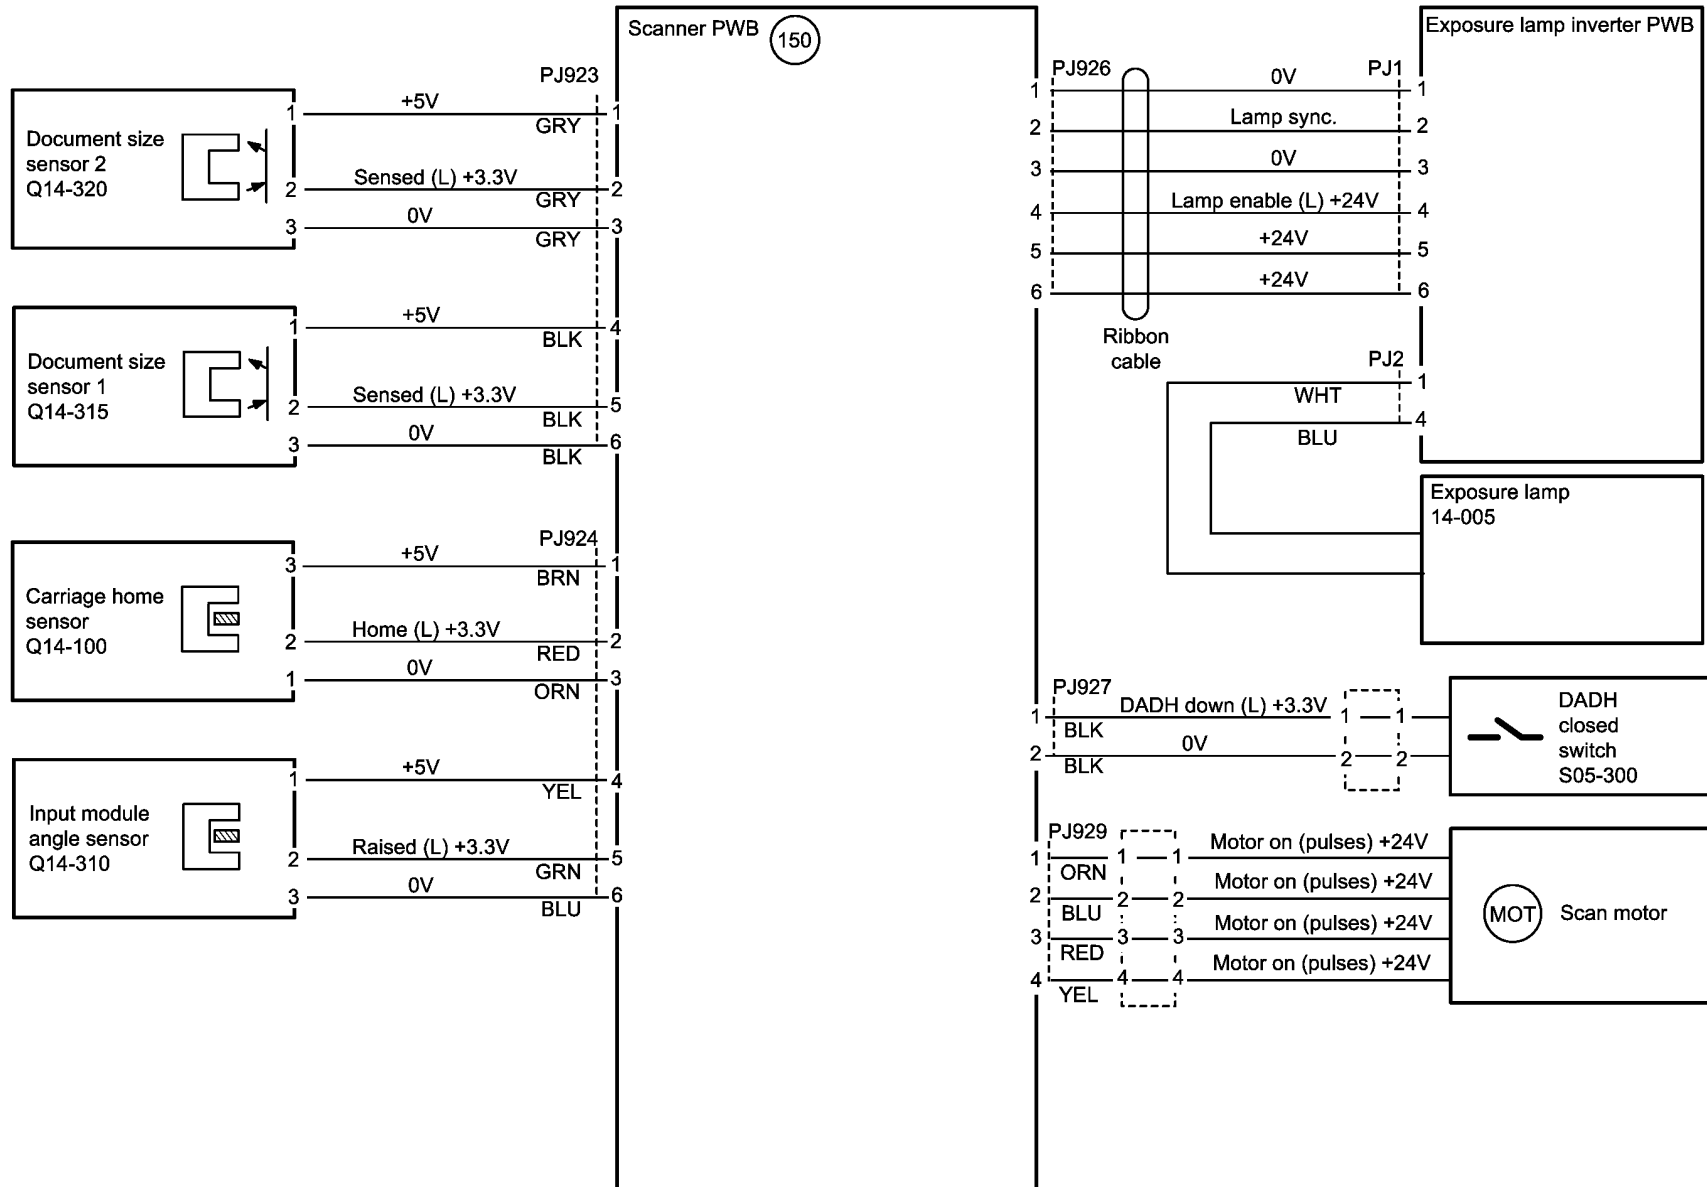 Scanner PWB 150
PJ923
Document size
sensor 2
Q14-320
1 +5V GRY 1
2 Sensed (L) +3.3V GRY 2
3 0V GRY 3
Document size
sensor 1
Q14-315
1 +5V BLK 4
2 Sensed (L) +3.3V BLK 5
3 0V BLK 6
PJ924
Carriage home
sensor
Q14-100
3 +5V BRN 1
2 Home (L) +3.3V RED 2
1 0V ORN 3
Input module
angle sensor
Q14-310
1 +5V YEL 4
2 Raised (L) +3.3V GRN 5
3 0V BLU 6
Exposure lamp inverter PWB
PJ926 PJ1
1 0V 1
2 Lamp sync. 2
3 0V 3
4 Lamp enable (L) +24V 4
5 +24V 5
6 +24V 6
Ribbon
cable
PJ2
WHT 1
BLU 4
Exposure lamp
14-005
PJ927
1 DADH down (L) +3.3V BLK 1 1
2 0V BLK 2 2
DADH
closed
switch
S05-300
PJ929
1 ORN 1 1 Motor on (pulses) +24V
2 BLU 2 2 Motor on (pulses) +24V
3 RED 3 3 Motor on (pulses) +24V
4 YEL 4 4 Motor on (pulses) +24V
MOT Scan motor